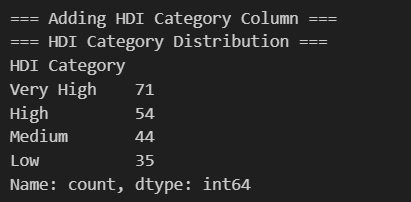 === Adding HDI Category Column ===
=== HDI Category Distribution ===
HDI Category
Very High    71
High         54
Medium       44
Low          35
Name: count, dtype: int64